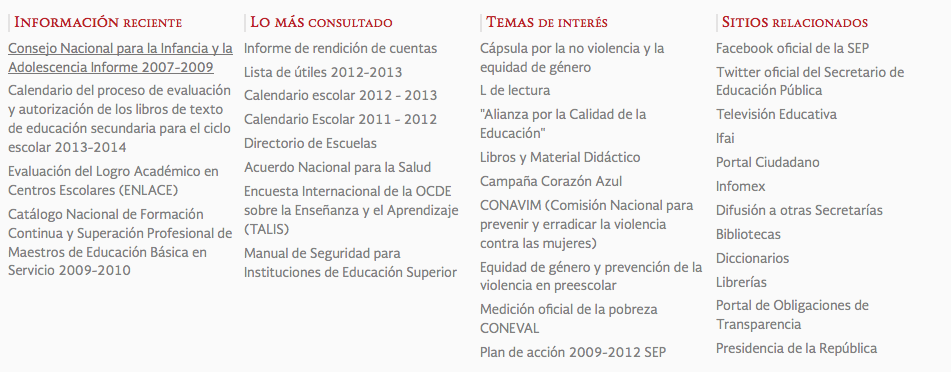 Información reciente
Consejo Nacional para la Infancia y la
Adolescencia Informe 2007-2009
Calendario del proceso de evaluación
y autorización de los libros de texto
de educación secundaria para el ciclo
escolar 2013-2014
Evaluación del Logro Académico en
Centros Escolares (ENLACE)
Catálogo Nacional de Formación
Continua y Superación Profesional de
Maestros de Educación Básica en
Servicio 2009-2010
Lo más consultado
Informe de rendición de cuentas
Lista de útiles 2012-2013
Calendario escolar 2012 - 2013
Calendario Escolar 2011 - 2012
Directorio de Escuelas
Acuerdo Nacional para la Salud
Encuesta Internacional de la OCDE
sobre la Enseñanza y el Aprendizaje
(TALIS)
Manual de Seguridad para
Instituciones de Educación Superior
Temas de interés
Cápsula por la no violencia y la
equidad de género
L de lectura
"Alianza por la Calidad de la
Educación"
Libros y Material Didáctico
Campaña Corazón Azul
CONAVIM (Comisión Nacional para
prevenir y erradicar la violencia
contra las mujeres)
Equidad de género y prevención de la
violencia en preescolar
Medición oficial de la pobreza
CONEVAL
Plan de acción 2009-2012 SEP
Sitios relacionados
Facebook oficial de la SEP
Twitter oficial del Secretario de
Educación Pública
Televisión Educativa
Ifai
Portal Ciudadano
Infomex
Difusión a otras Secretarías
Bibliotecas
Diccionarios
Librerías
Portal de Obligaciones de
Transparencia
Presidencia de la República